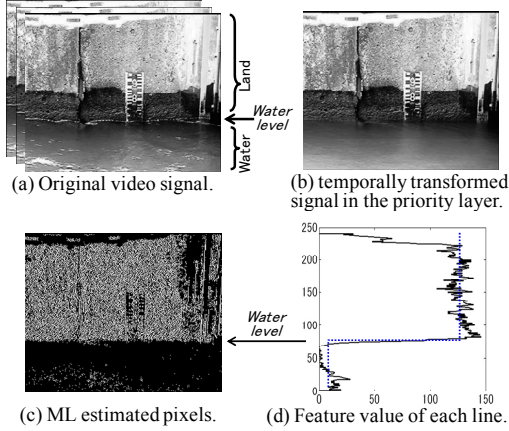 Land
Water
level
Water
(a) Original video signal.
(b) temporally transformed
signal in the priority layer.
Water
level
250
200
150
100
50
0
0
50
100
150
(c) ML estimated pixels.
(d) Feature value of each line.